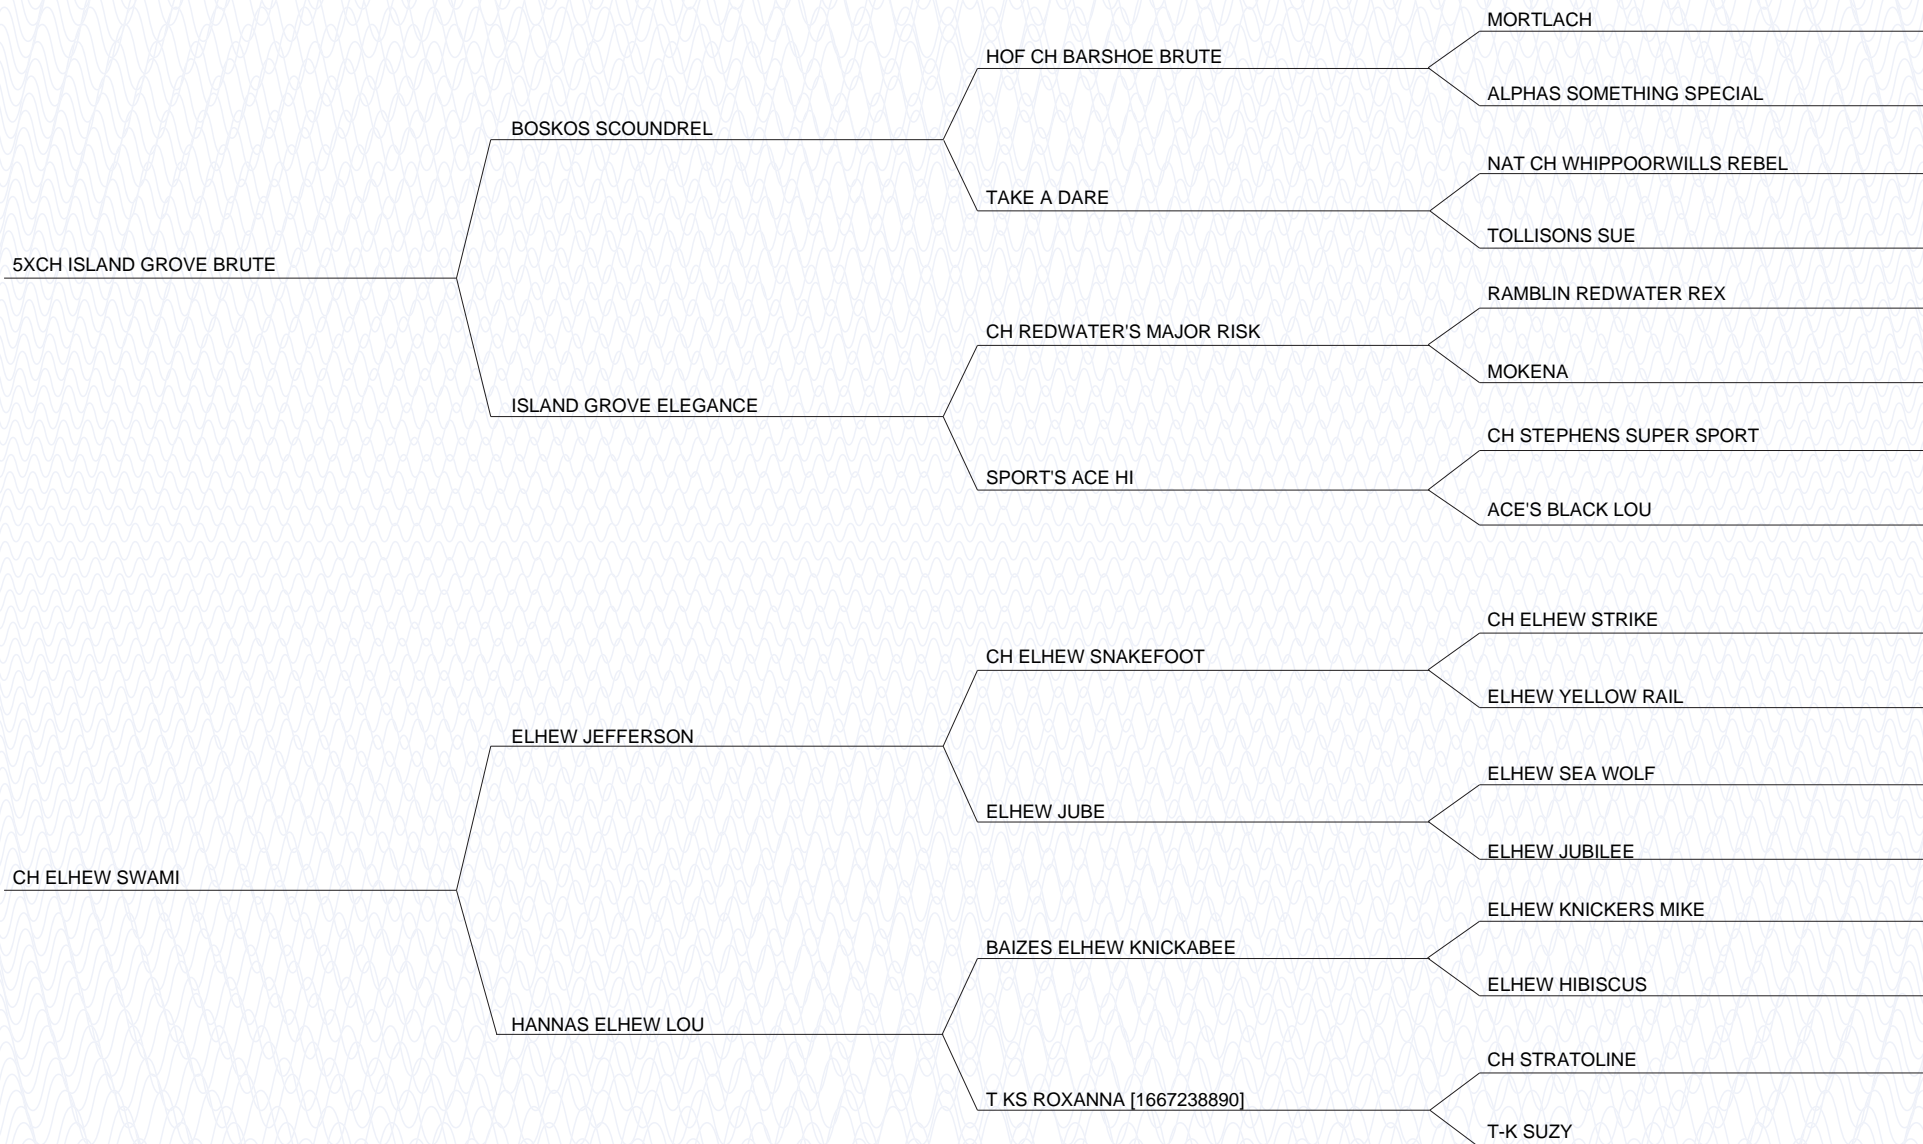 MORTLACH
HOF CH BARSHOE BRUTE
ALPHAS SOMETHING SPECIAL
BOSKOS SCOUNDREL
NAT CH WHIPPOORWILLS REBEL
TAKE A DARE
TOLLISONS SUE
5XCH ISLAND GROVE BRUTE
RAMBLIN REDWATER REX
CH REDWATER'S MAJOR RISK
MOKENA
ISLAND GROVE ELEGANCE
CH STEPHENS SUPER SPORT
SPORT'S ACE HI
ACE'S BLACK LOU
CH ELHEW STRIKE
CH ELHEW SNAKEFOOT
ELHEW YELLOW RAIL
ELHEW JEFFERSON
ELHEW SEA WOLF
ELHEW JUBE
ELHEW JUBILEE
CH ELHEW SWAMI
ELHEW KNICKERS MIKE
BAIZES ELHEW KNICKABEE
ELHEW HIBISCUS
HANNAS ELHEW LOU
CH STRATOLINE
T KS ROXANNA [1667238890]
T-K SUZY